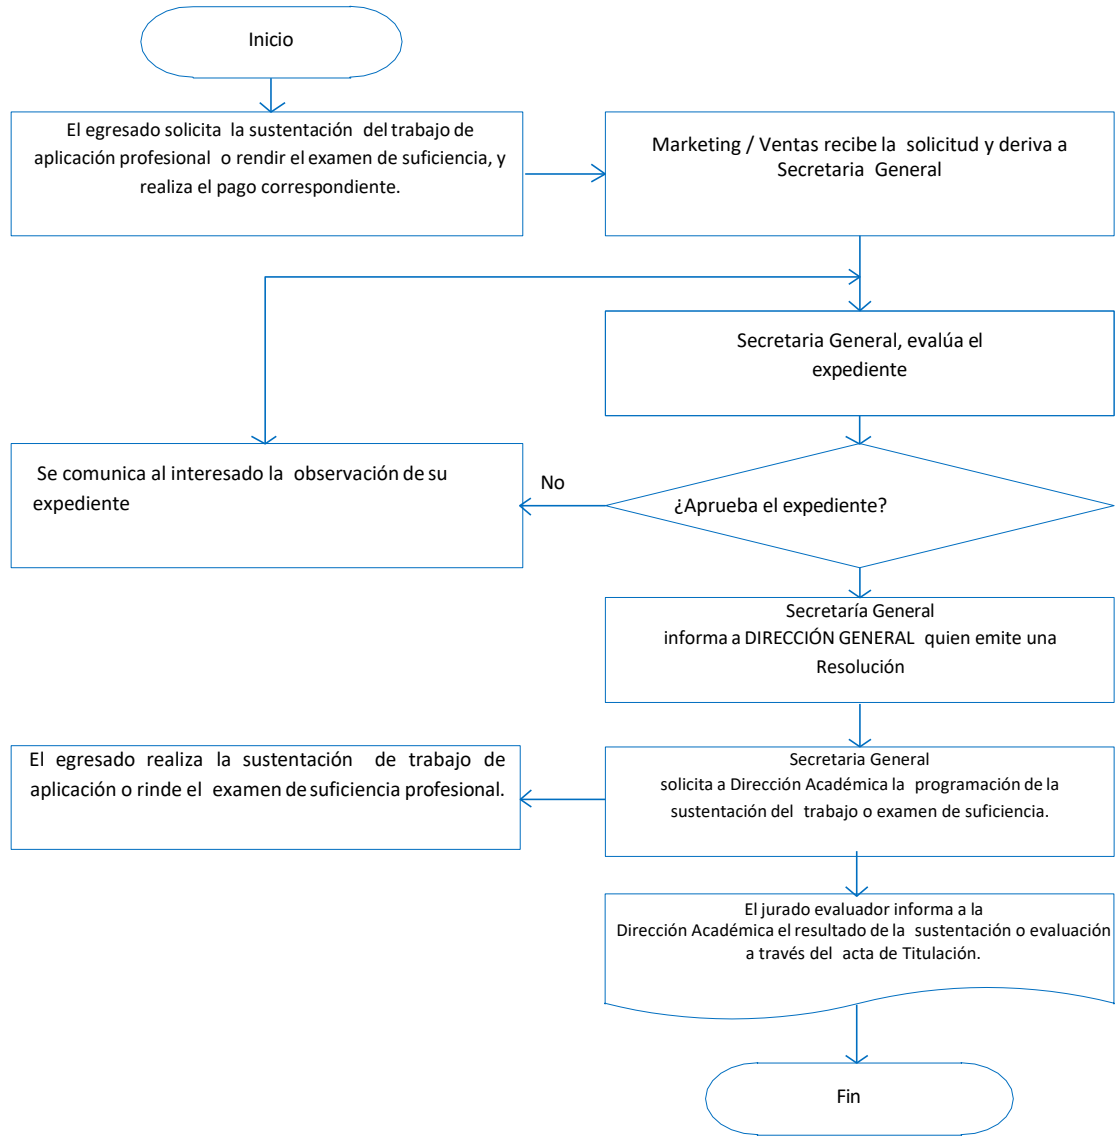 Inicio
El egresado solicita la sustentación del trabajo de
aplicación profesional o rendir el examen de suficiencia, y
realiza el pago correspondiente.
Marketing / Ventas recibe la solicitud y deriva a
Secretaria General
Secretaria General, evalúa el
expediente
Se comunica al interesado la observación de su
expediente
No
¿Aprueba el expediente?
Secretaría General
informa a DIRECCIÓN GENERAL quien emite una
Resolución
El egresado realiza la sustentación de trabajo de
aplicación o rinde el examen de suficiencia profesional.
Secretaria General
solicita a Dirección Académica la programación de la
sustentación del trabajo o examen de suficiencia.
El jurado evaluador informa a la
Dirección Académica el resultado de la sustentación o evaluación
a través del acta de Titulación.
Fin